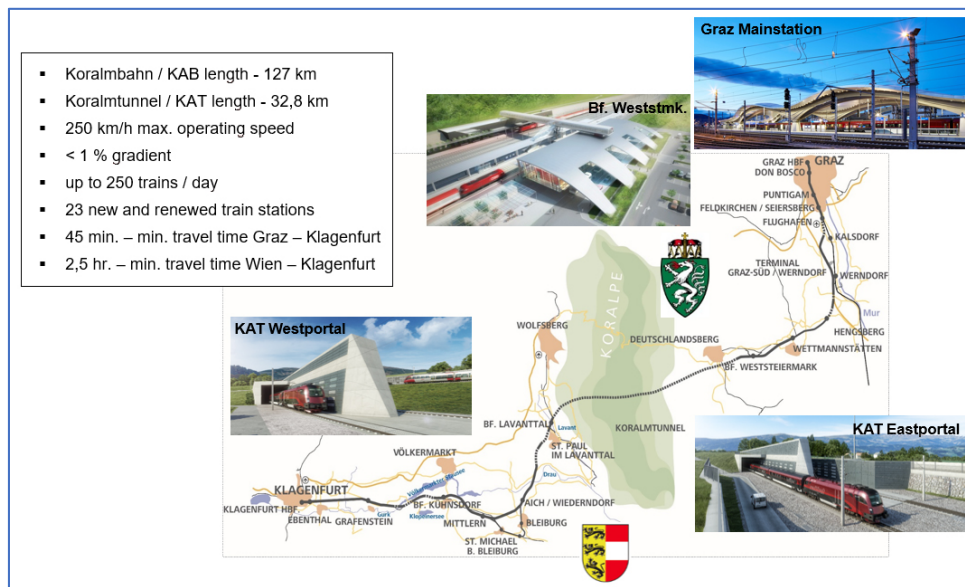 Koralmbahn / KAB length - 127 km
Koralmtunnel / KAT length - 32,8 km
250 km/h max. operating speed
< 1 % gradient
up to 250 trains / day
23 new and renewed train stations
45 min. – min. travel time Graz – Klagenfurt
2,5 hr. – min. travel time Wien – Klagenfurt
Graz Mainstation
Bf. Weststmk.
GRAZ HBF
GRAZ
DON BOSCO
PUNTIGAM
FELDKIRCHEN / SEIERSBERG
FLUGHAFEN
KALSDORF
TERMINAL
GRAZ-SÜD / WERNDORF
WERNDORF
Mur
HENGSBERG
WETTMANNSTÄTTEN
DEUTSCHLANDSBERG
BF. WESTSTEIERMARK
KORALPE
WOLFSBERG
KAT Westportal
BF. LAVANTTAL
Lavant
KORALMTUNNEL
ST. PAUL
IM LAVANTTAL
KAT Eastportal
VÖLKERMARKT
Völkermarkter Stausee
Drau
KLAGENFURT
KLAGENFURT HBF
EBENTHAL
GRAFENSTEIN
Gurk
BF. KÜHNSDORF
Klopeinersee
MITTLERN
AICH / WIEDERNDORF
BLEIBURG
ST. MICHAEL
B. BLEIBURG